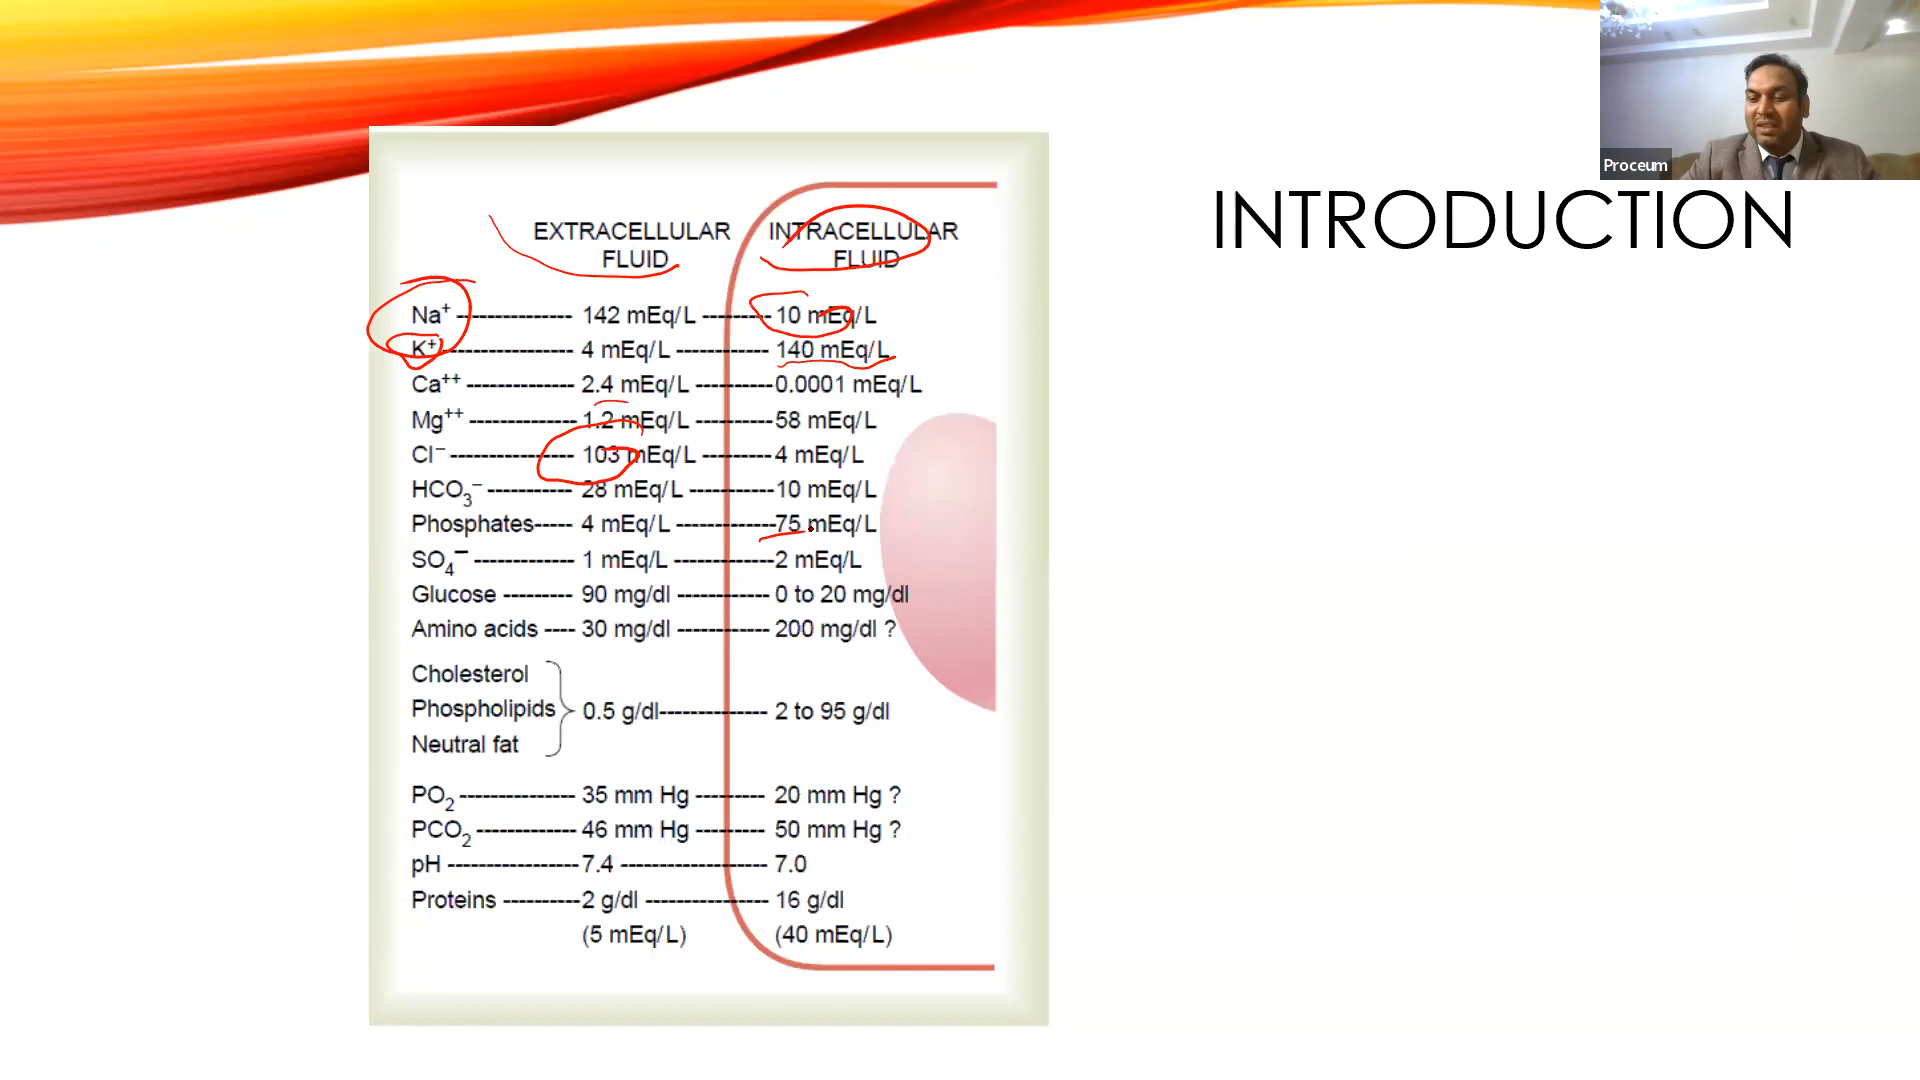 Proceum
INTRODUCTION
EXTRACELLULAR FLUID INTRACELLULAR FLUID
Na+ --------------- 142 mEq/L --------- 10 mEq/L
K+ ----------------- 4 mEq/L ------------ 140 mEq/L
Ca++ -------------- 2.4 mEq/L ---------- 0.0001 mEq/L
Mg++ -------------- 1.2 mEq/L ---------- 58 mEq/L
Cl– ---------------- 103 mEq/L --------- 4 mEq/L
HCO3– ----------- 28 mEq/L ----------- 10 mEq/L
Phosphates----- 4 mEq/L ------------- 75 mEq/L
SO4– ------------- 1 mEq/L ------------- 2 mEq/L
Glucose --------- 90 mg/dl ------------ 0 to 20 mg/dl
Amino acids ---- 30 mg/dl ------------ 200 mg/dl ?
Cholesterol
Phospholipids 0.5 g/dl-------------- 2 to 95 g/dl
Neutral fat
PO2 --------------- 35 mm Hg --------- 20 mm Hg ?
PCO2 ------------- 46 mm Hg --------- 50 mm Hg ?
pH ----------------- 7.4 ------------------- 7.0
Proteins ---------- 2 g/dl ---------------- 16 g/dl
(5 mEq/L) (40 mEq/L)